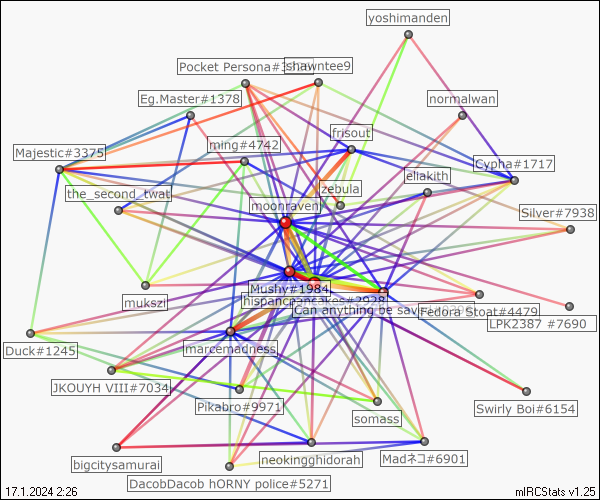 yoshimanden
Pocket Persona#3
shawntee9
Eg.Master#1378
normalwan
frisout
Majestic#3375
ming#4742
Cypha#1717
ellakith
the_second_twat
zebula
moonraven
Silver#7938
Mushy#1984
mukszi
hispancpancakes#2928
Can anything be sav
Fedora Stoat#4479
LPK2387 #7690
Duck#1245
marcemadness
JKOUYH VIII#7034
Pikabro#9971
Swirly Boi#6154
somass
bigcitysamurai
neokingghidorah
Madネコ#6901
DacobDacob hORNY police#5271
17.1.2024 2:26
mIRCStats v1.25